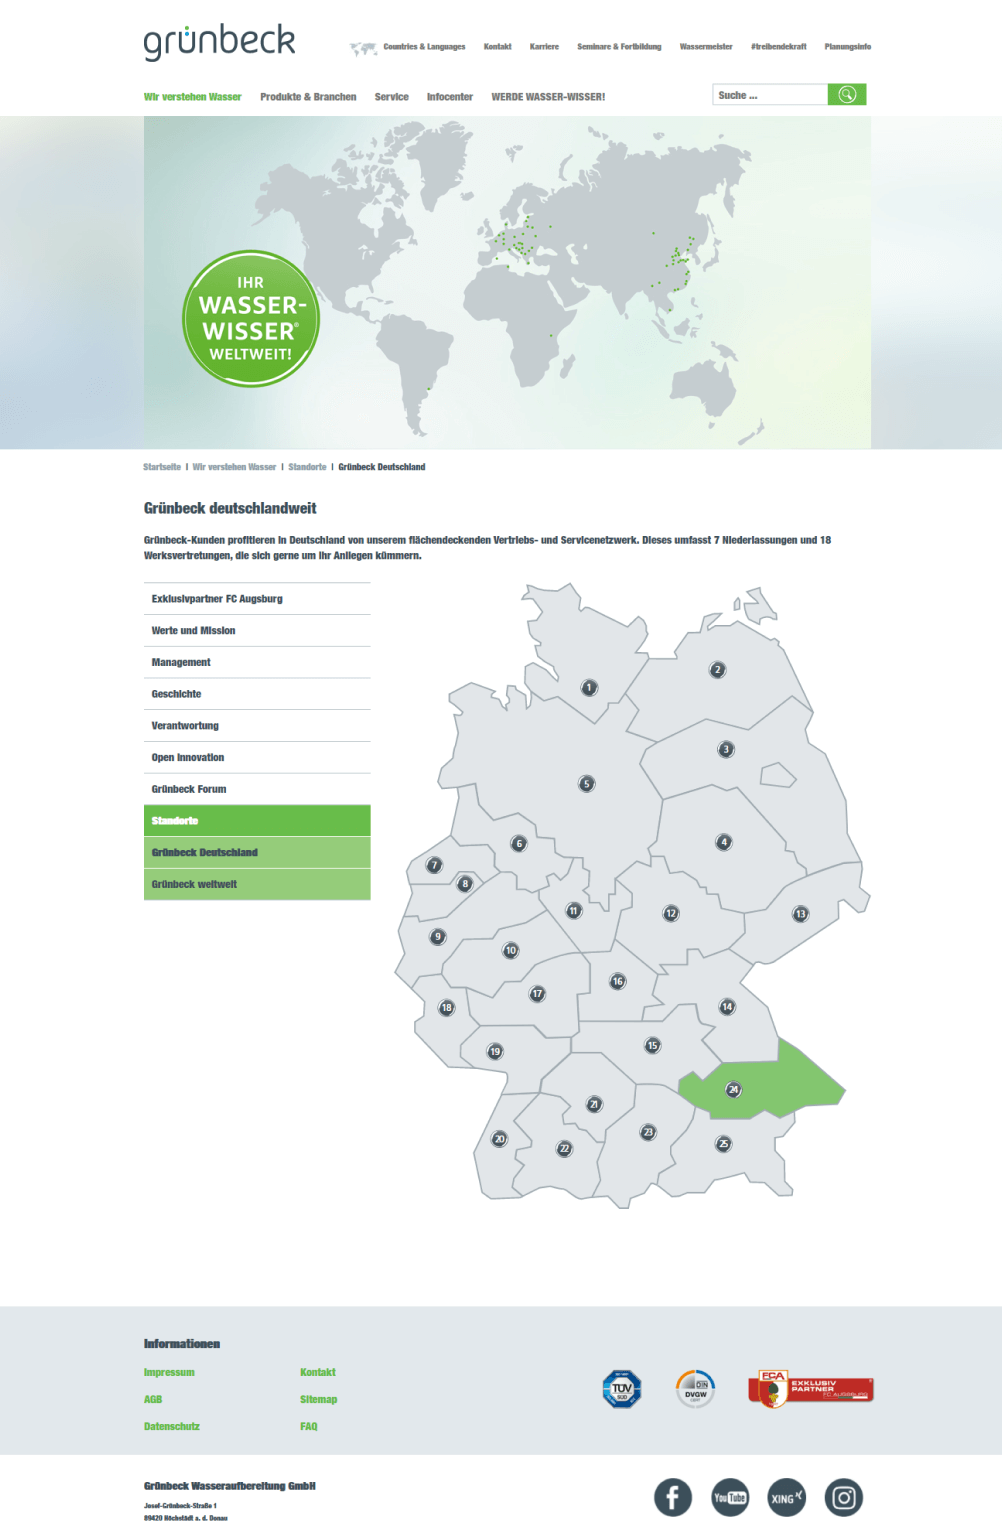 grünbeck
Countries & Languages Kontakt Karriere Seminare & Fortbildung Wassermeister #treibendekraft Planungsinfo
Wir verstehen Wasser Produkte & Branchen Service Infocenter WERDE WASSER-WISSER!
Suche ...
IHR
WASSER-
WISSER®
WELTWEIT!
Startseite | Wir verstehen Wasser | Standorte | Grünbeck Deutschland
Grünbeck deutschlandweit
Grünbeck-Kunden profitieren in Deutschland von unserem flächendeckenden Vertriebs- und Servicenetzwerk. Dieses umfasst 7 Niederlassungen und 18
Werksvertretungen, die sich gerne um Ihr Anliegen kümmern.
Exklusivpartner FC Augsburg
Werte und Mission
Management
Geschichte
Verantwortung
Open Innovation
Grünbeck Forum
Standorte
Grünbeck Deutschland
Grünbeck weltweit
1
2
3
5
4
6
7
8
11
12
13
9
10
16
17
14
18
15
19
24
21
23
20
22
25
Informationen
Impressum Kontakt
AGB Sitemap
Datenschutz FAQ
TÜV
SÜD
DIN
DVGW
FCA
EXKLUSIV
PARTNER
FC AUGSBURG
Grünbeck Wasseraufbereitung GmbH
Josef-Grünbeck-Straße 1
89420 Höchstädt a. d. Donau
f
YouTube
XING